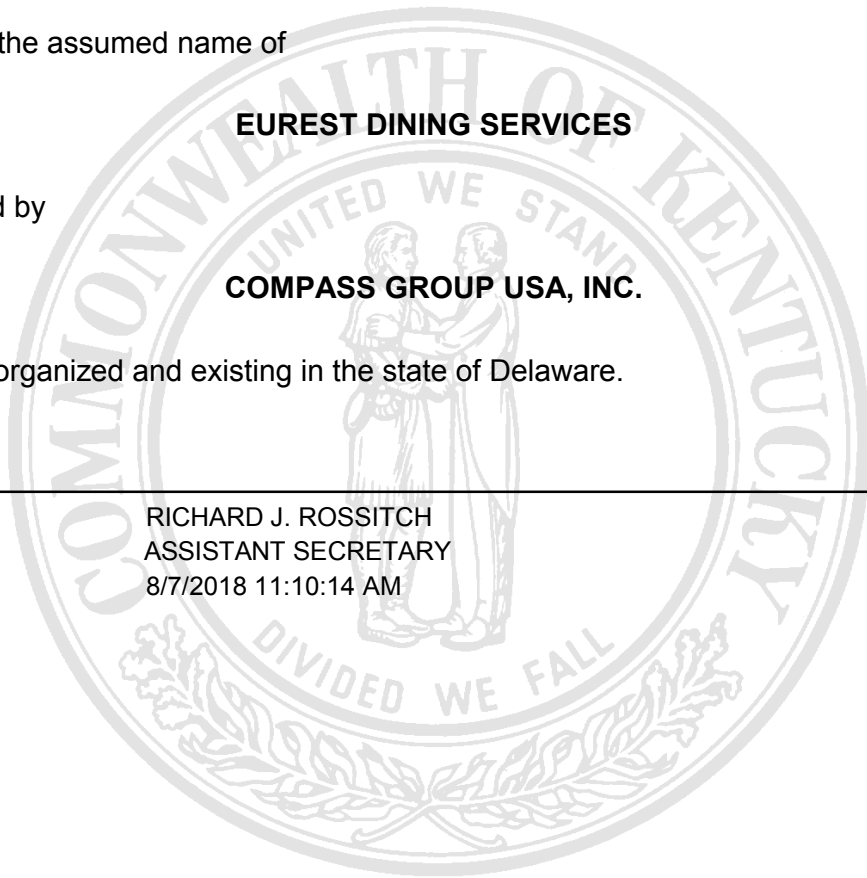 the assumed name of
EUREST DINING SERVICES
d by
COMPASS GROUP USA, INC.
organized and existing in the state of Delaware.
RICHARD J. ROSSITCH
ASSISTANT SECRETARY
8/7/2018 11:10:14 AM
COMMONWEALTH OF KENTUCKY
UNITED WE STAND
DIVIDED WE FALL